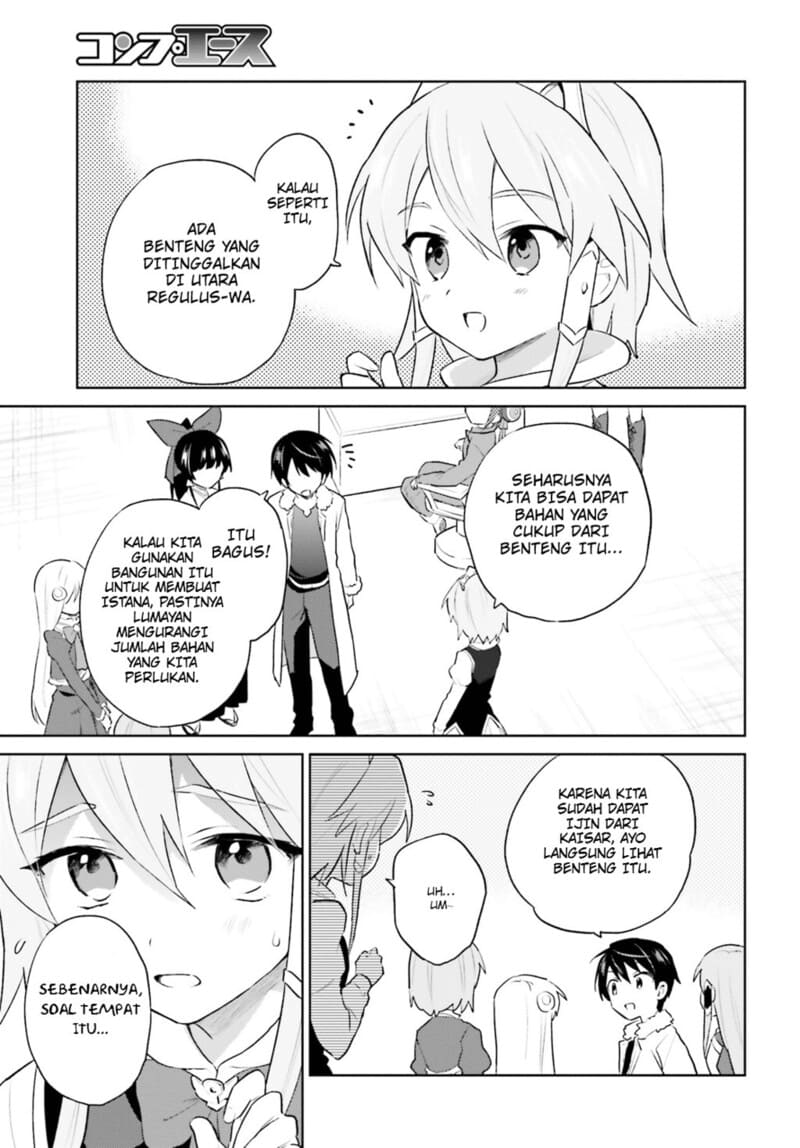 コンプエース
KALAU
SEPERTI
ITU,
ADA
BENTENG YANG
DITINGGALKAN
DI UTARA
REGULUS-WA.
SEHARUSNYA
KITA BISA DAPAT
BAHAN YANG
CUKUP DARI
BENTENG ITU...
ITU
BAGUS!
KALAU KITA
GUNAKAN
BANGUNAN ITU
UNTUK MEMBUAT
ISTANA, PASTINYA
LUMAYAN
MENGURANGI
JUMLAH BAHAN
YANG KITA
PERLUKAN.
KARENA KITA
SUDAH DAPAT
IJIN DARI
KAISAR, AYO
LANGSUNG LIHAT
BENTENG ITU.
UH...
UM-
SEBENARNYA,
SOAL TEMPAT
ITU...